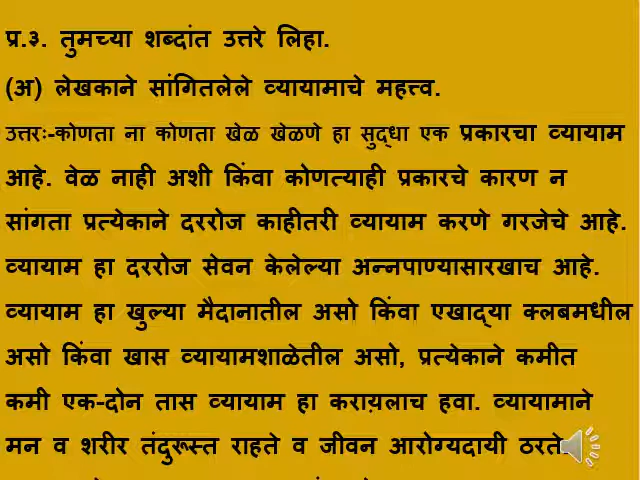 प्र.३. तुमच्या शब्दांत उत्तरे लिहा.
(अ) लेखकाने सांगितलेले व्यायामाचे महत्त्व.
उत्तरः-कोणता ना कोणता खेळ खेळणे हा सुद्धा एक प्रकारचा व्यायाम
आहे. वेळ नाही अशी किंवा कोणत्याही प्रकारचे कारण न
सांगता प्रत्येकाने दररोज काहीतरी व्यायाम करणे गरजेचे आहे.
व्यायाम हा दररोज सेवन केलेल्या अन्नपाण्यासारखाच आहे.
व्यायाम हा खुल्या मैदानातील असो किंवा एखाद्या क्लबमधील
असो किंवा खास व्यायामशाळेतील असो, प्रत्येकाने कमीत
कमी एक-दोन तास व्यायाम हा करायलाच हवा. व्यायामाने
मन व शरीर तंदुरूस्त राहते व जीवन आरोग्यदायी ठरते.